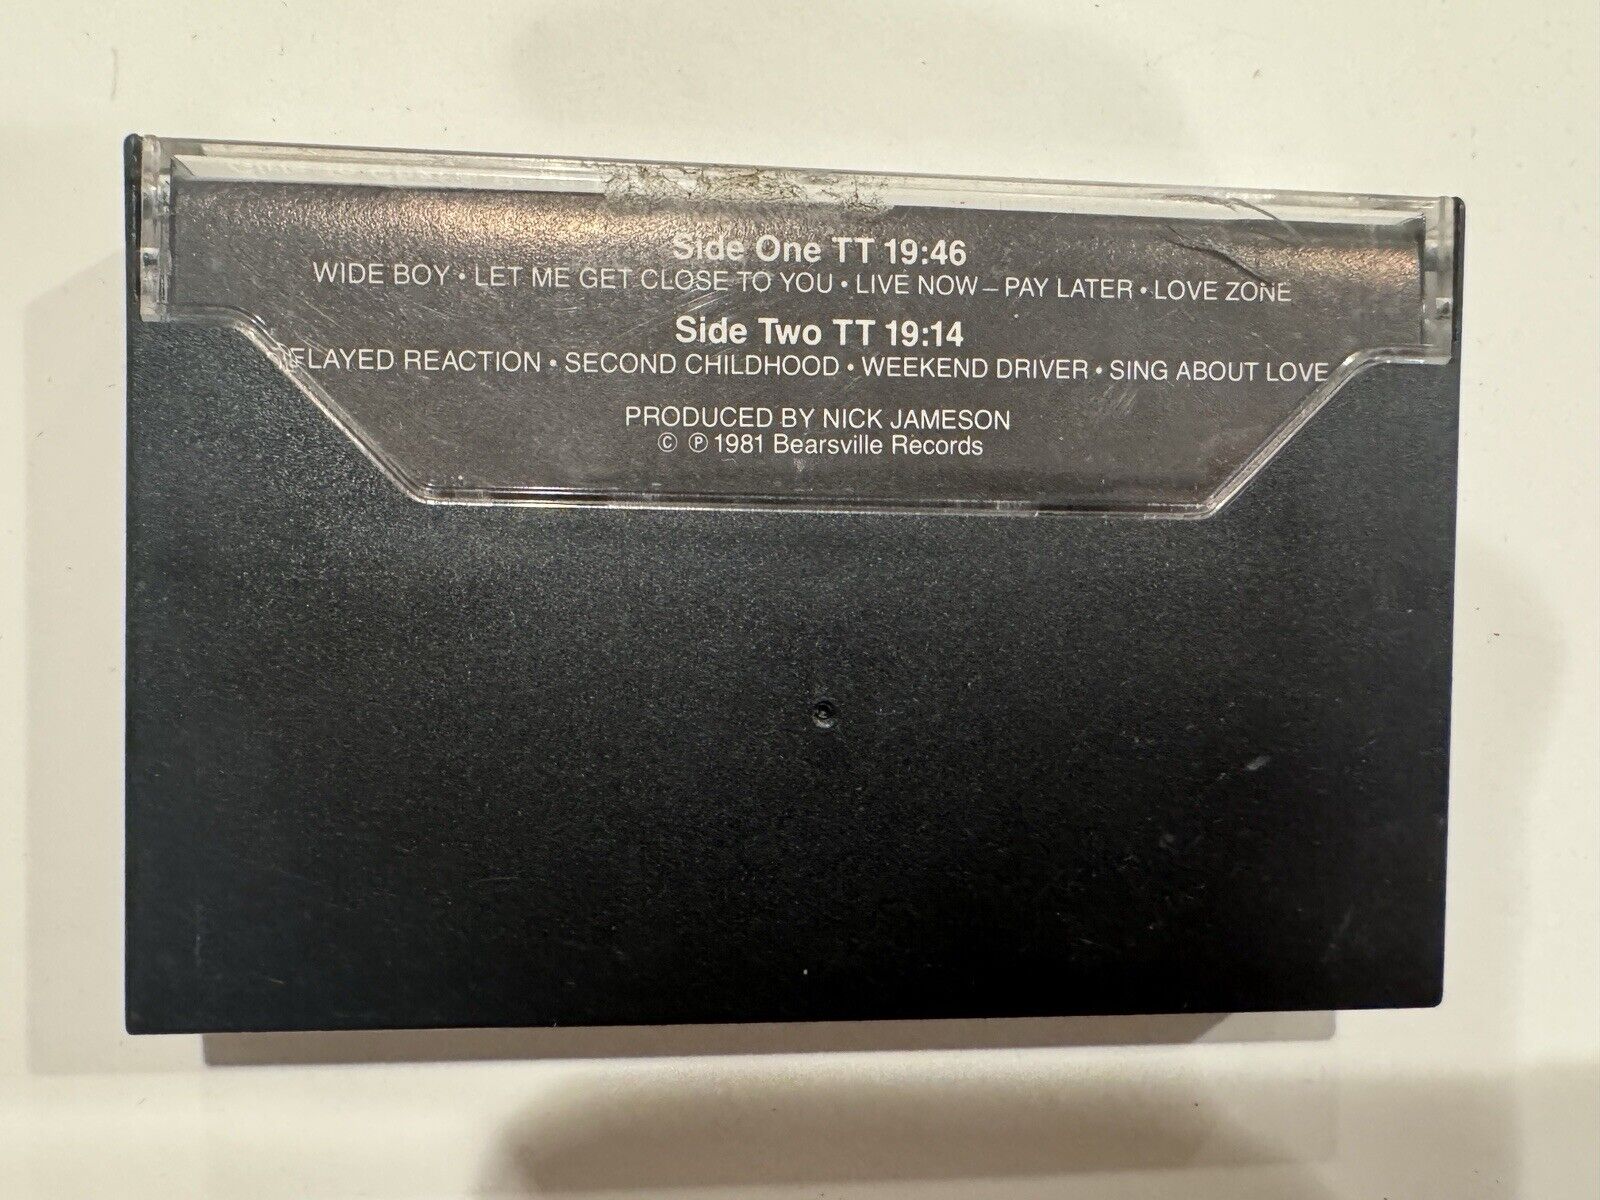 Side One TT 19:46
WIDE BOY • LET ME GET CLOSE TO YOU • LIVE NOW – PAY LATER • LOVE ZONE
Side Two TT 19:14
DELAYED REACTION • SECOND CHILDHOOD • WEEKEND DRIVER • SING ABOUT LOVE
PRODUCED BY NICK JAMESON
© ℗ 1981 Bearsville Records